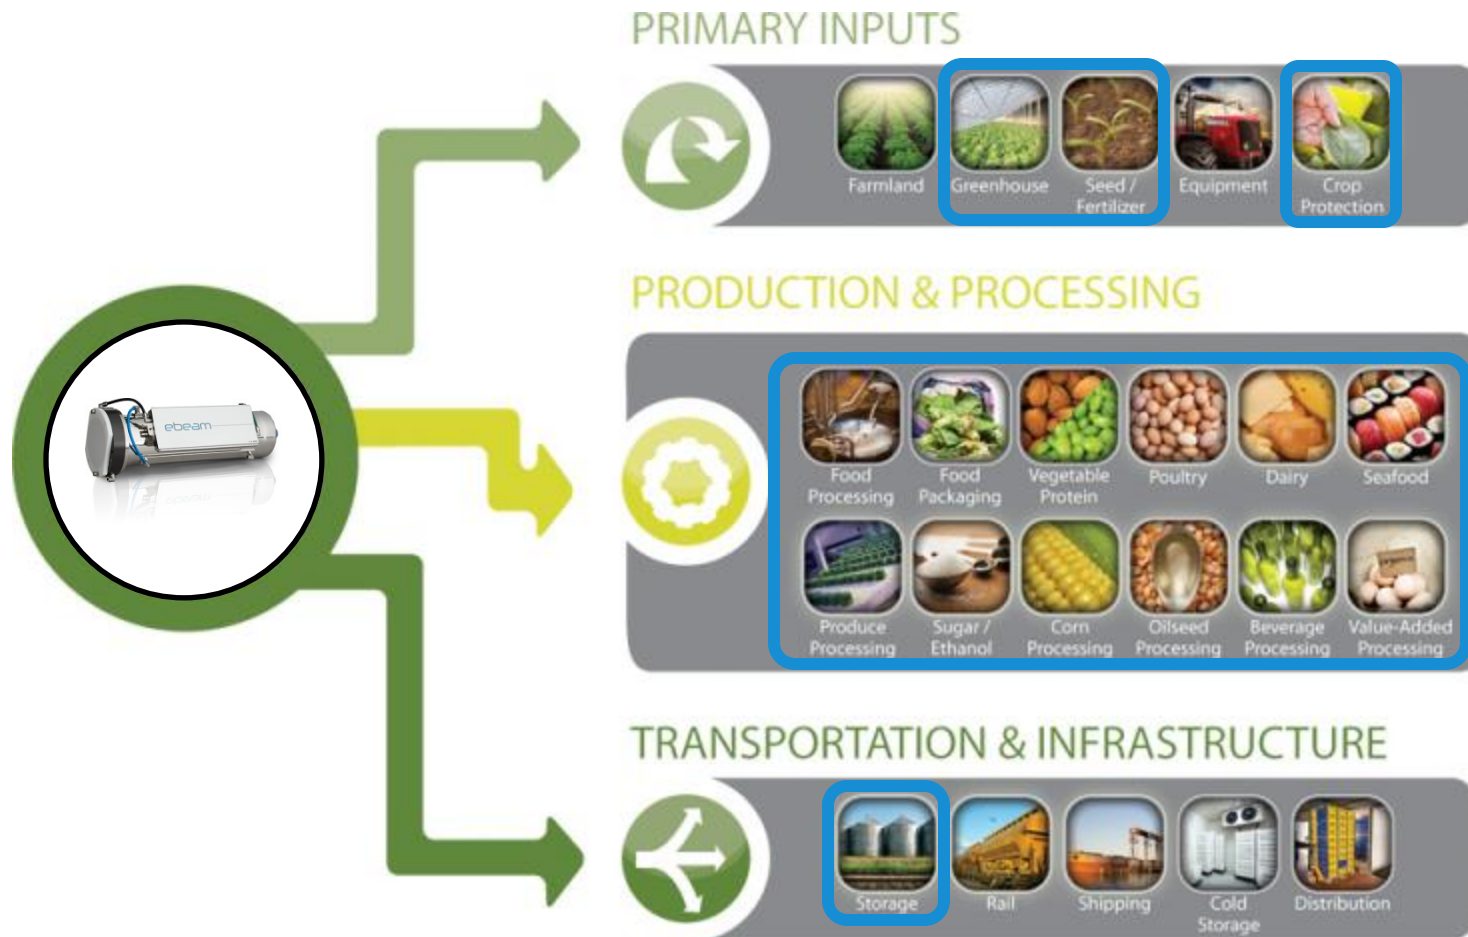 PRIMARY INPUTS
Farmland
Greenhouse
Seed /
Fertilizer
Equipment
Crop
Protection
PRODUCTION & PROCESSING
ebeam
Food
Processing
Food
Packaging
Vegetable
Protein
Poultry
Dairy
Seafood
Produce
Processing
Sugar /
Ethanol
Corn
Processing
Oilseed
Processing
Beverage
Processing
Value-Added
Processing
TRANSPORTATION & INFRASTRUCTURE
Storage
Rail
Shipping
Cold
Storage
Distribution